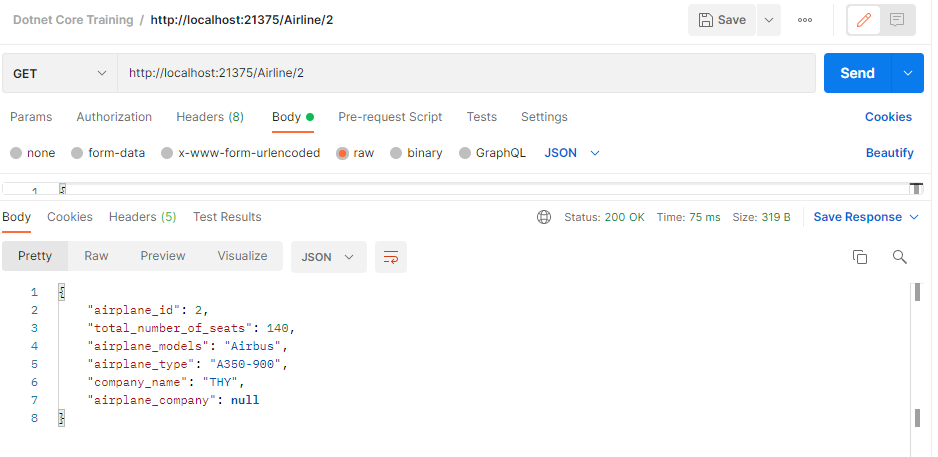 Dotnet Core Training / http://localhost:21375/Airline/2 Save
GET http://localhost:21375/Airline/2 Send
Params Authorization Headers (8) Body Pre-request Script Tests Settings Cookies
none form-data x-www-form-urlencoded raw binary GraphQL JSON Beautify
1 {
Body Cookies Headers (5) Test Results Status: 200 OK Time: 75 ms Size: 319 B Save Response
Pretty Raw Preview Visualize JSON
1 {
2 "airplane_id": 2,
3 "total_number_of_seats": 140,
4 "airplane_models": "Airbus",
5 "airplane_type": "A350-900",
6 "company_name": "THY",
7 "airplane_company": null
8 }